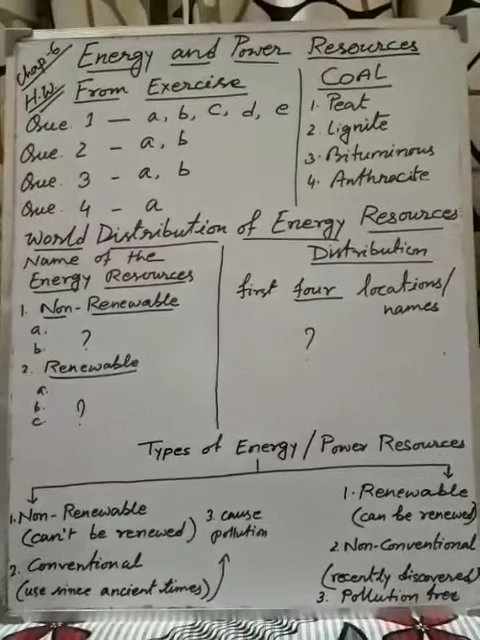 Chap. 6
Energy and Power Resources
H.W. From Exercise
Que. 1 — a, b, c, d, e
Que. 2 - a, b
Que. 3 - a, b
Que. 4 - a
COAL
1. Peat
2. Lignite
3. Bituminous
4. Anthracite
World Distribution of Energy Resources
Name of the
Energy Resources
1. Non-Renewable
a.
b. ?
2. Renewable
a.
b. ?
c.
Distribution
first four locations/
names
?
Types of Energy/Power Resources
1. Non-Renewable
(can't be renewed)
2. Conventional
(use since ancient times)
3. cause
pollution
1. Renewable
(can be renewed)
2 Non-Conventional
(recently discovered)
3. Pollution free